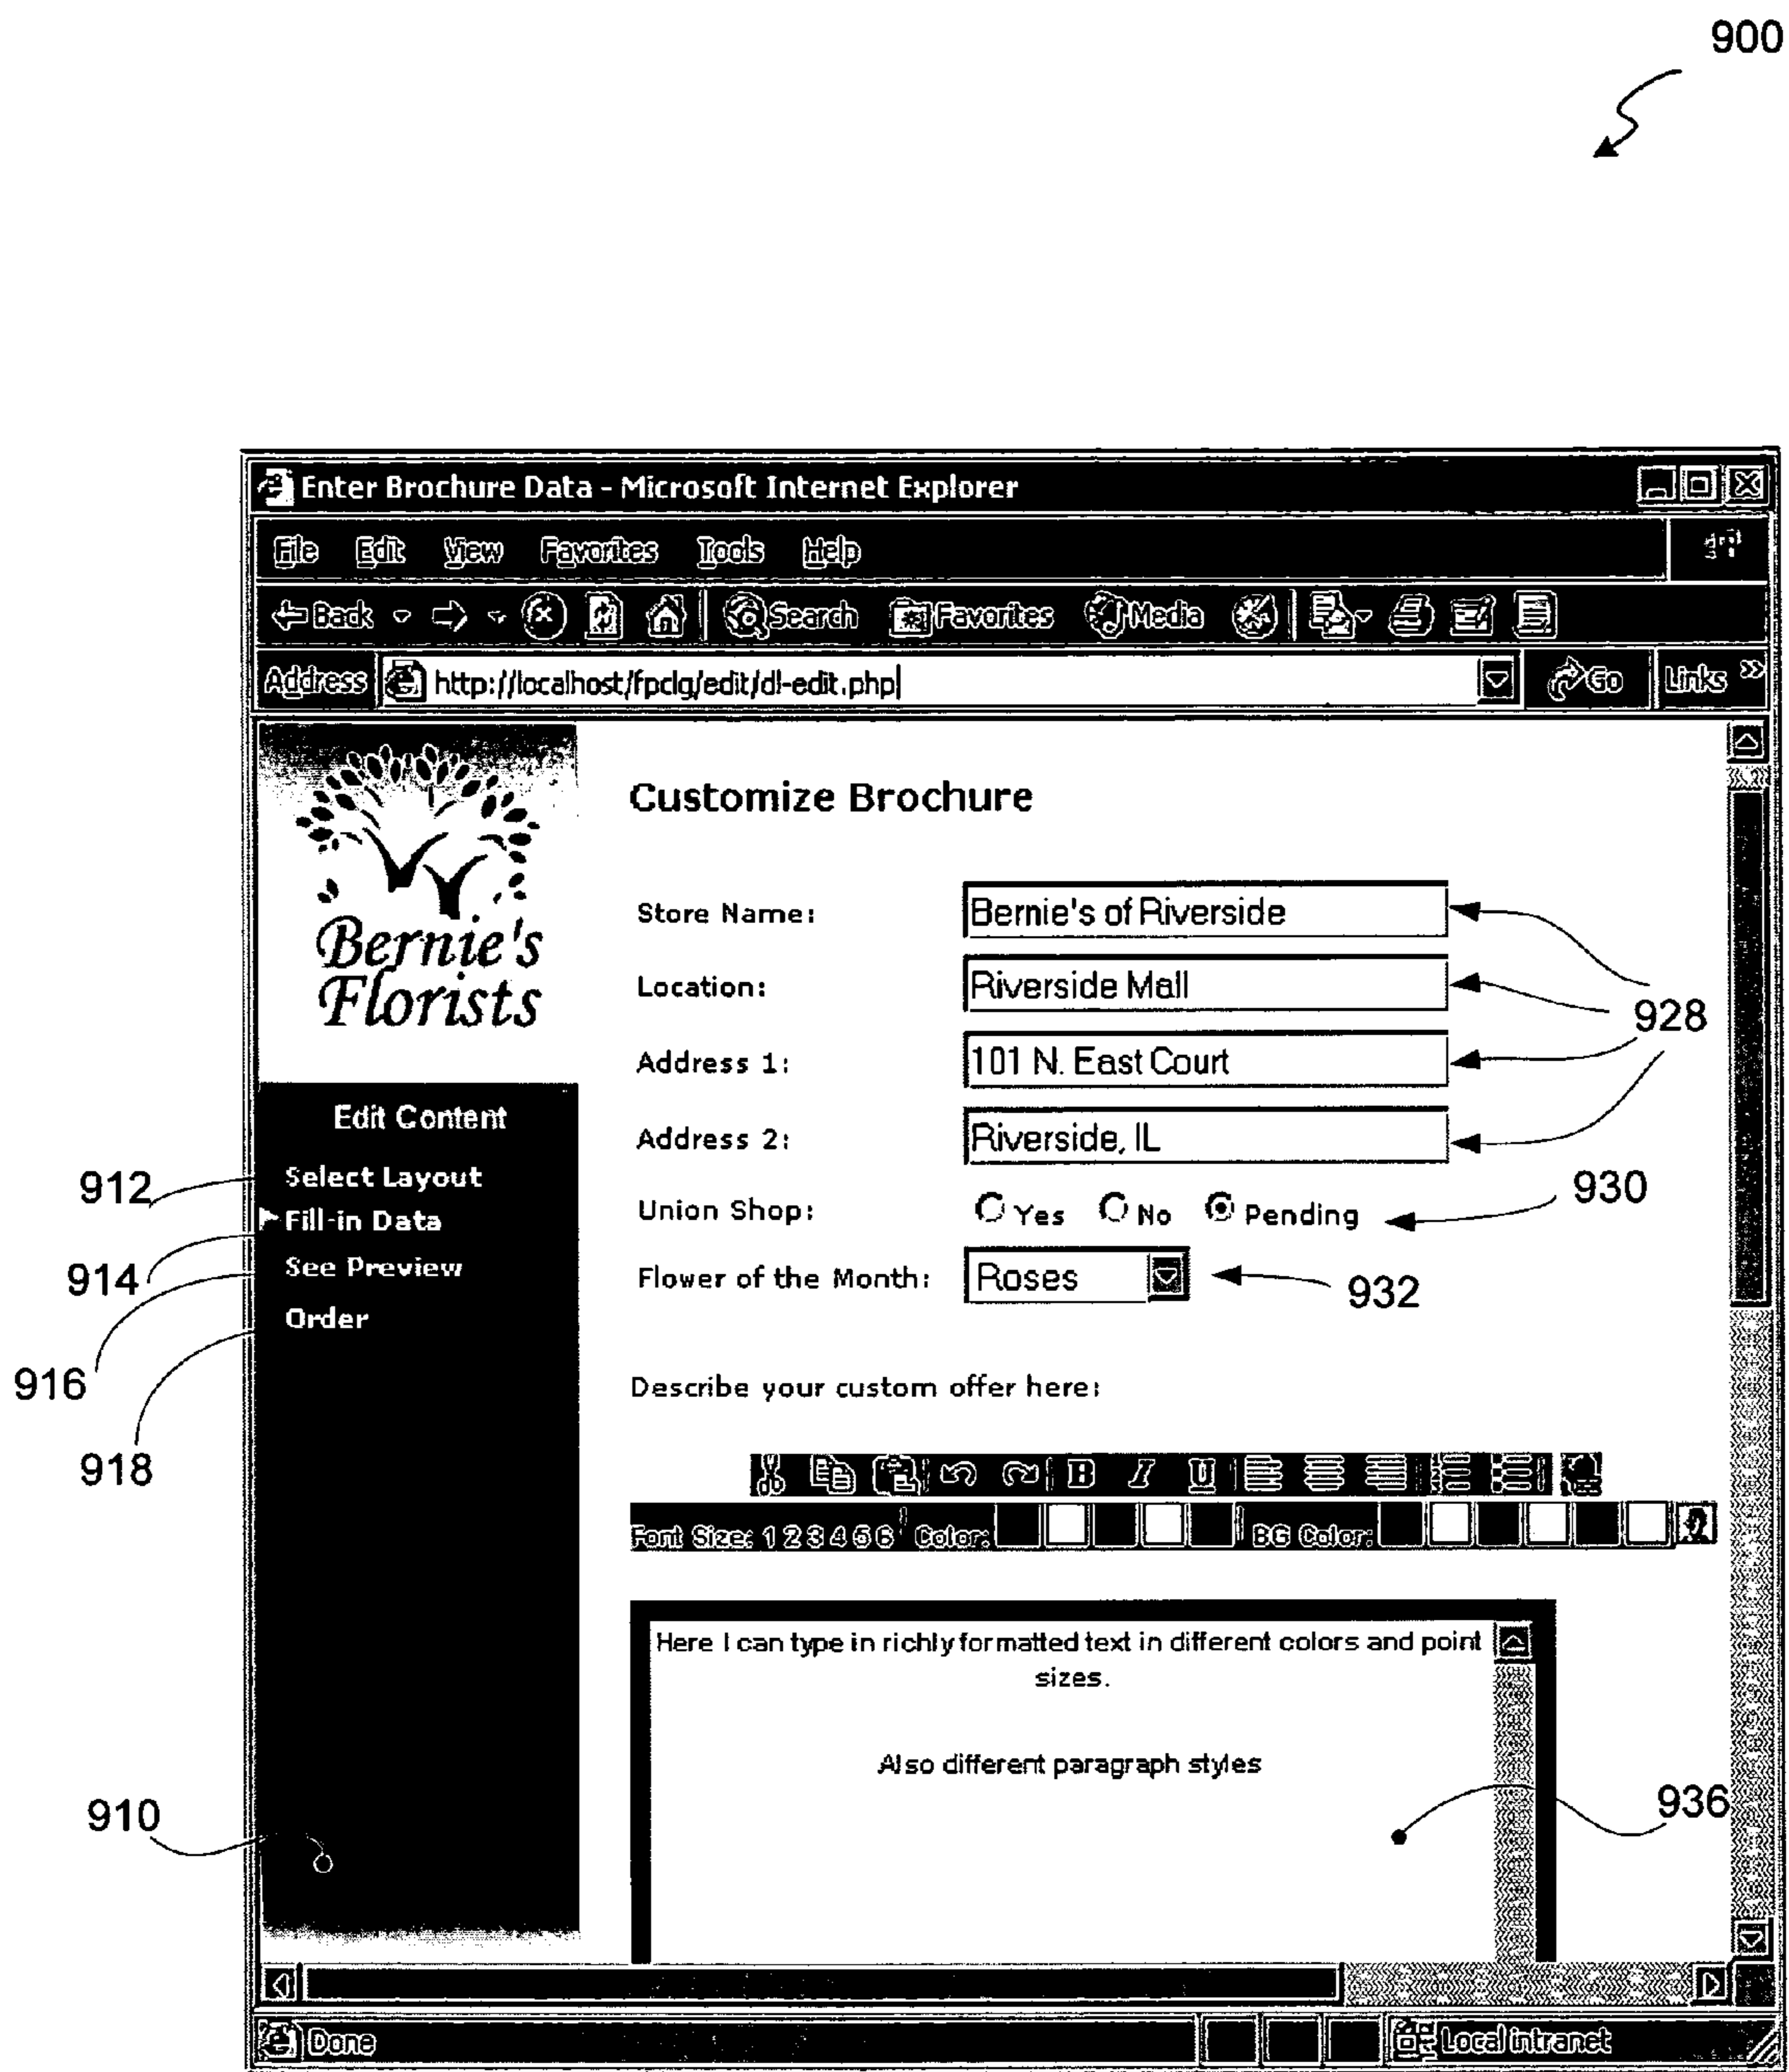 900
Enter Brochure Data - Microsoft Internet Explorer
File Edit View Favorites Tools Help
Back Search Favorites Media
Address http://localhost/fpclg/edit/dl-edit.php Go Links »
Customize Brochure
Bernie's
Florists
Store Name: Bernie's of Riverside
Location: Riverside Mall
928
Address 1: 101 N. East Court
Address 2: Riverside, IL
Edit Content
912 Select Layout
914 Fill-in Data
916 See Preview
918 Order
Union Shop: Yes No Pending 930
Flower of the Month: Roses 932
Describe your custom offer here:
B I U
Font Size: 1 2 3 4 5 6 Color: BG Color:
Here I can type in richly formatted text in different colors and point
sizes.
Also different paragraph styles
910
936
Done Local intranet